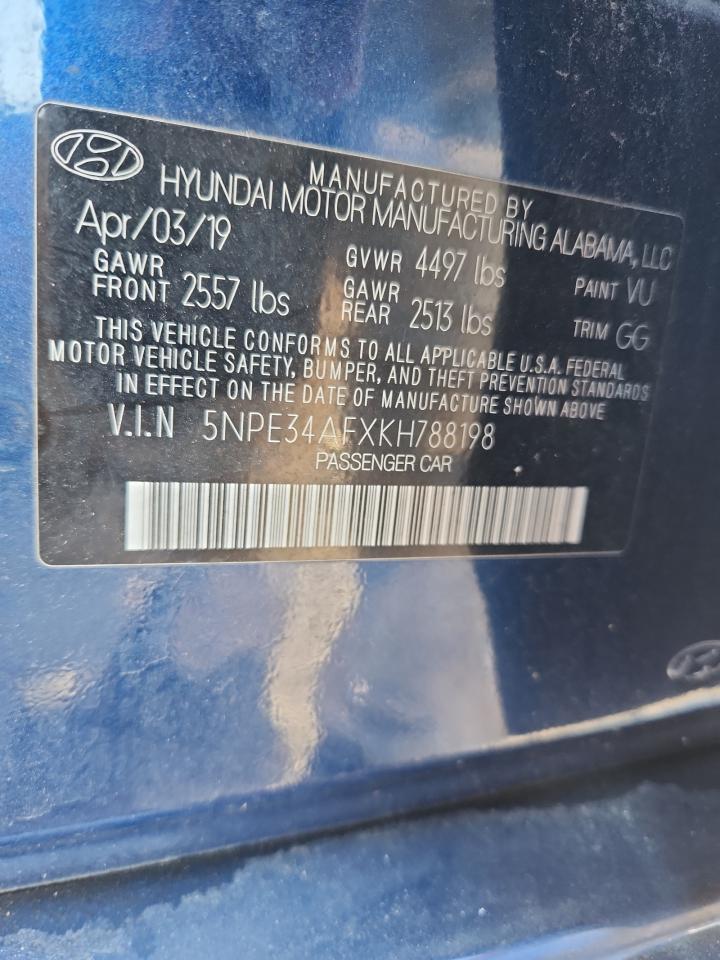 MANUFACTURED BY
HYUNDAI MOTOR MANUFACTURING ALABAMA, LLC
Apr/03/19 GVWR 4497 lbs PAINT VU
GAWR FRONT 2557 lbs GAWR REAR 2513 lbs TRIM GG
THIS VEHICLE CONFORMS TO ALL APPLICABLE U.S.A. FEDERAL
MOTOR VEHICLE SAFETY, BUMPER, AND THEFT PREVENTION STANDARDS
IN EFFECT ON THE DATE OF MANUFACTURE SHOWN ABOVE
V.I.N 5NPE34AFXKH788198
PASSENGER CAR